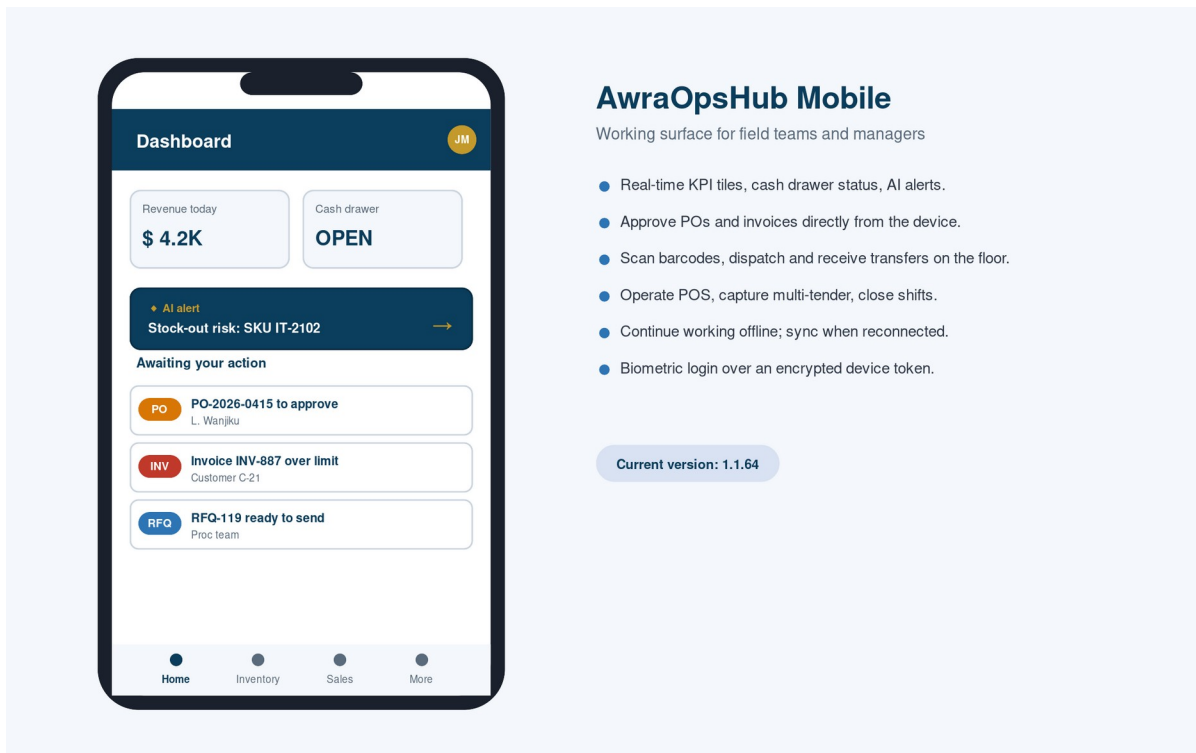 Dashboard
JM
Revenue today
$ 4.2K
Cash drawer
OPEN
AI alert
Stock-out risk: SKU IT-2102
→
Awaiting your action
PO
PO-2026-0415 to approve
L. Wanjiku
INV
Invoice INV-887 over limit
Customer C-21
RFQ
RFQ-119 ready to send
Proc team
Home
Inventory
Sales
More
AwraOpsHub Mobile
Working surface for field teams and managers
Real-time KPI tiles, cash drawer status, AI alerts.
Approve POs and invoices directly from the device.
Scan barcodes, dispatch and receive transfers on the floor.
Operate POS, capture multi-tender, close shifts.
Continue working offline; sync when reconnected.
Biometric login over an encrypted device token.
Current version: 1.1.64